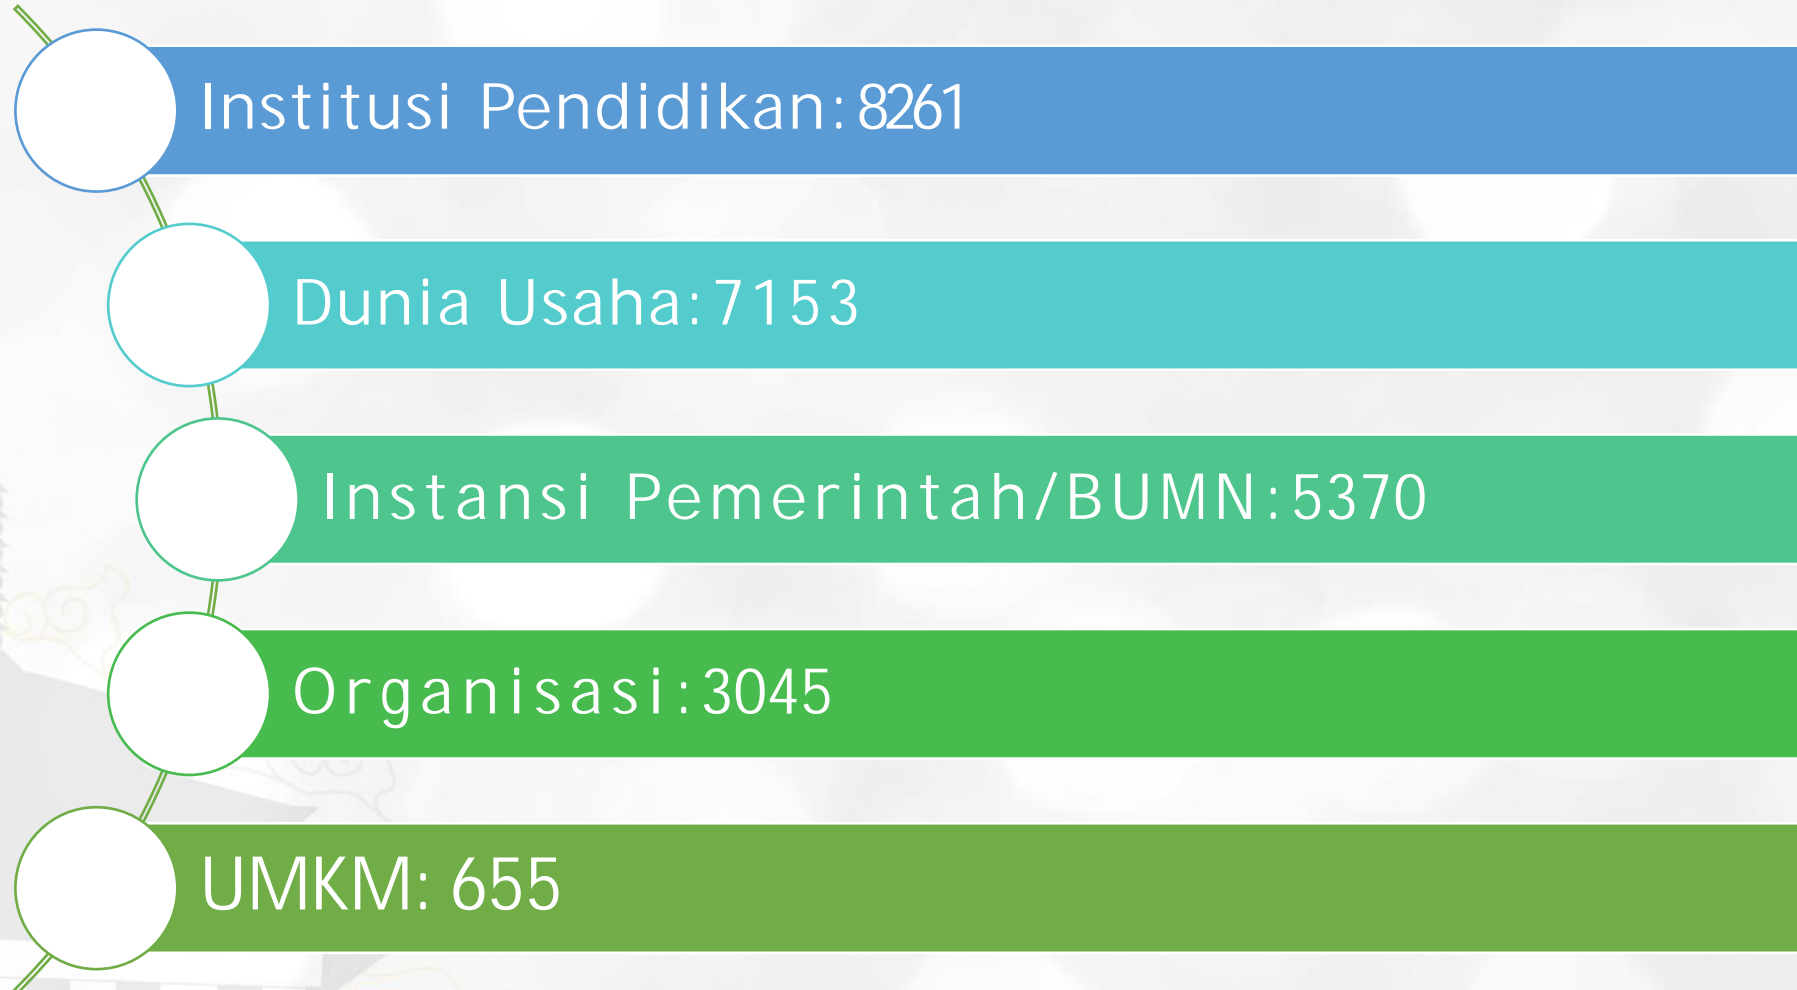 Institusi Pendidikan: 8261
Dunia Usaha: 7153
Instansi Pemerintah/BUMN: 5370
Organisasi: 3045
UMKM: 655